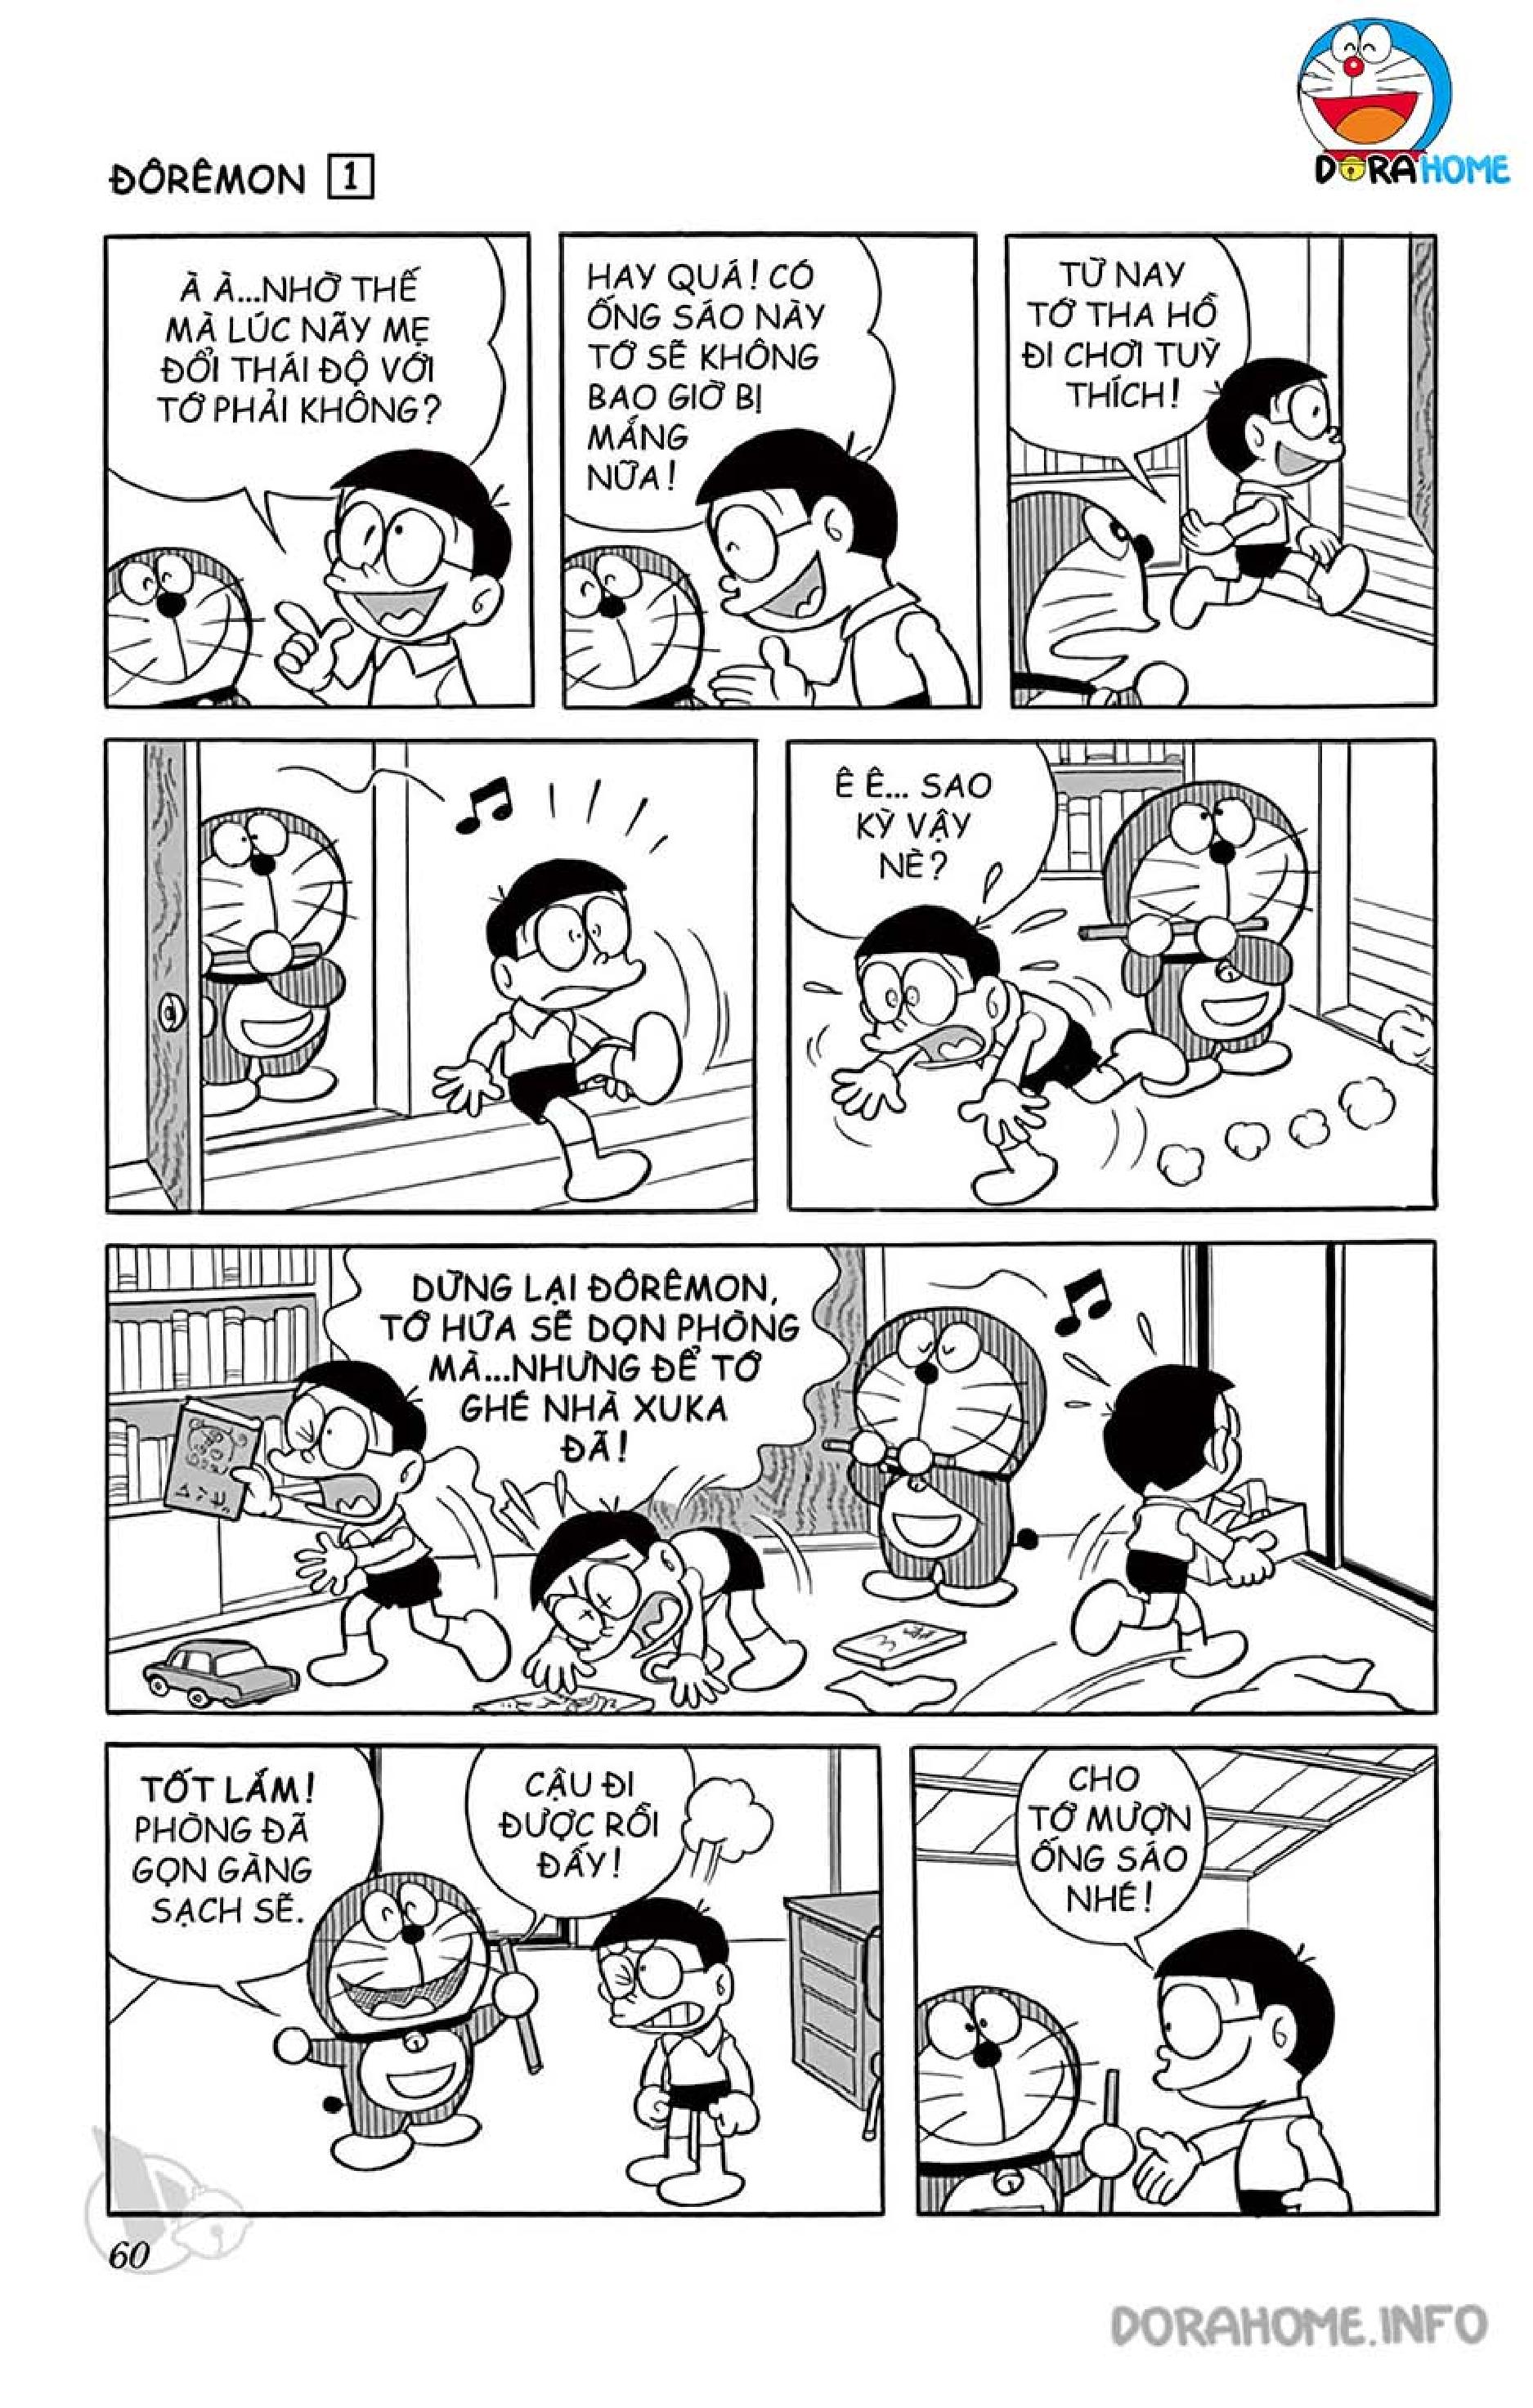 DORAHOME
ĐÔRÊMON 1
À À...NHỜ THẾ
MÀ LÚC NÃY MẸ
ĐỔI THÁI ĐỘ VỚI
TỚ PHẢI KHÔNG?
HAY QUÁ! CÓ
ỐNG SÁO NÀY
TỚ SẼ KHÔNG
BAO GIỜ BỊ
MẮNG
NỮA!
TỪ NAY
TỚ THA HỒ
ĐI CHƠI TUỲ
THÍCH!
Ê Ê... SAO
KỲ VẬY
NÈ?
DỪNG LẠI ĐÔRÊMON,
TỚ HỨA SẼ DỌN PHÒNG
MÀ...NHƯNG ĐỂ TỚ
GHÉ NHÀ XUKA
ĐÃ!
TỐT LẮM!
PHÒNG ĐÃ
GỌN GÀNG
SẠCH SẼ.
CẬU ĐI
ĐƯỢC RỒI
ĐẤY!
CHO
TỚ MƯỢN
ỐNG SÁO
NHÉ!
60
DORAHOME.INFO